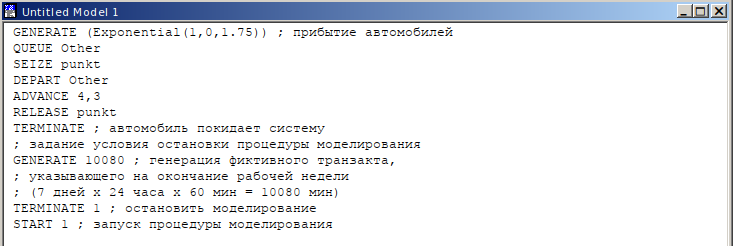 Untitled Model 1
GENERATE (Exponential(1,0,1.75)) ; прибытие автомобилей
QUEUE Other
SEIZE punkt
DEPART Other
ADVANCE 4,3
RELEASE punkt
TERMINATE ; автомобиль покидает систему
; задание условия остановки процедуры моделирования
GENERATE 10080 ; генерация фиктивного транзакта,
; указывающего на окончание рабочей недели
; (7 дней х 24 часа х 60 мин = 10080 мин)
TERMINATE 1 ; остановить моделирование
START 1 ; запуск процедуры моделирования